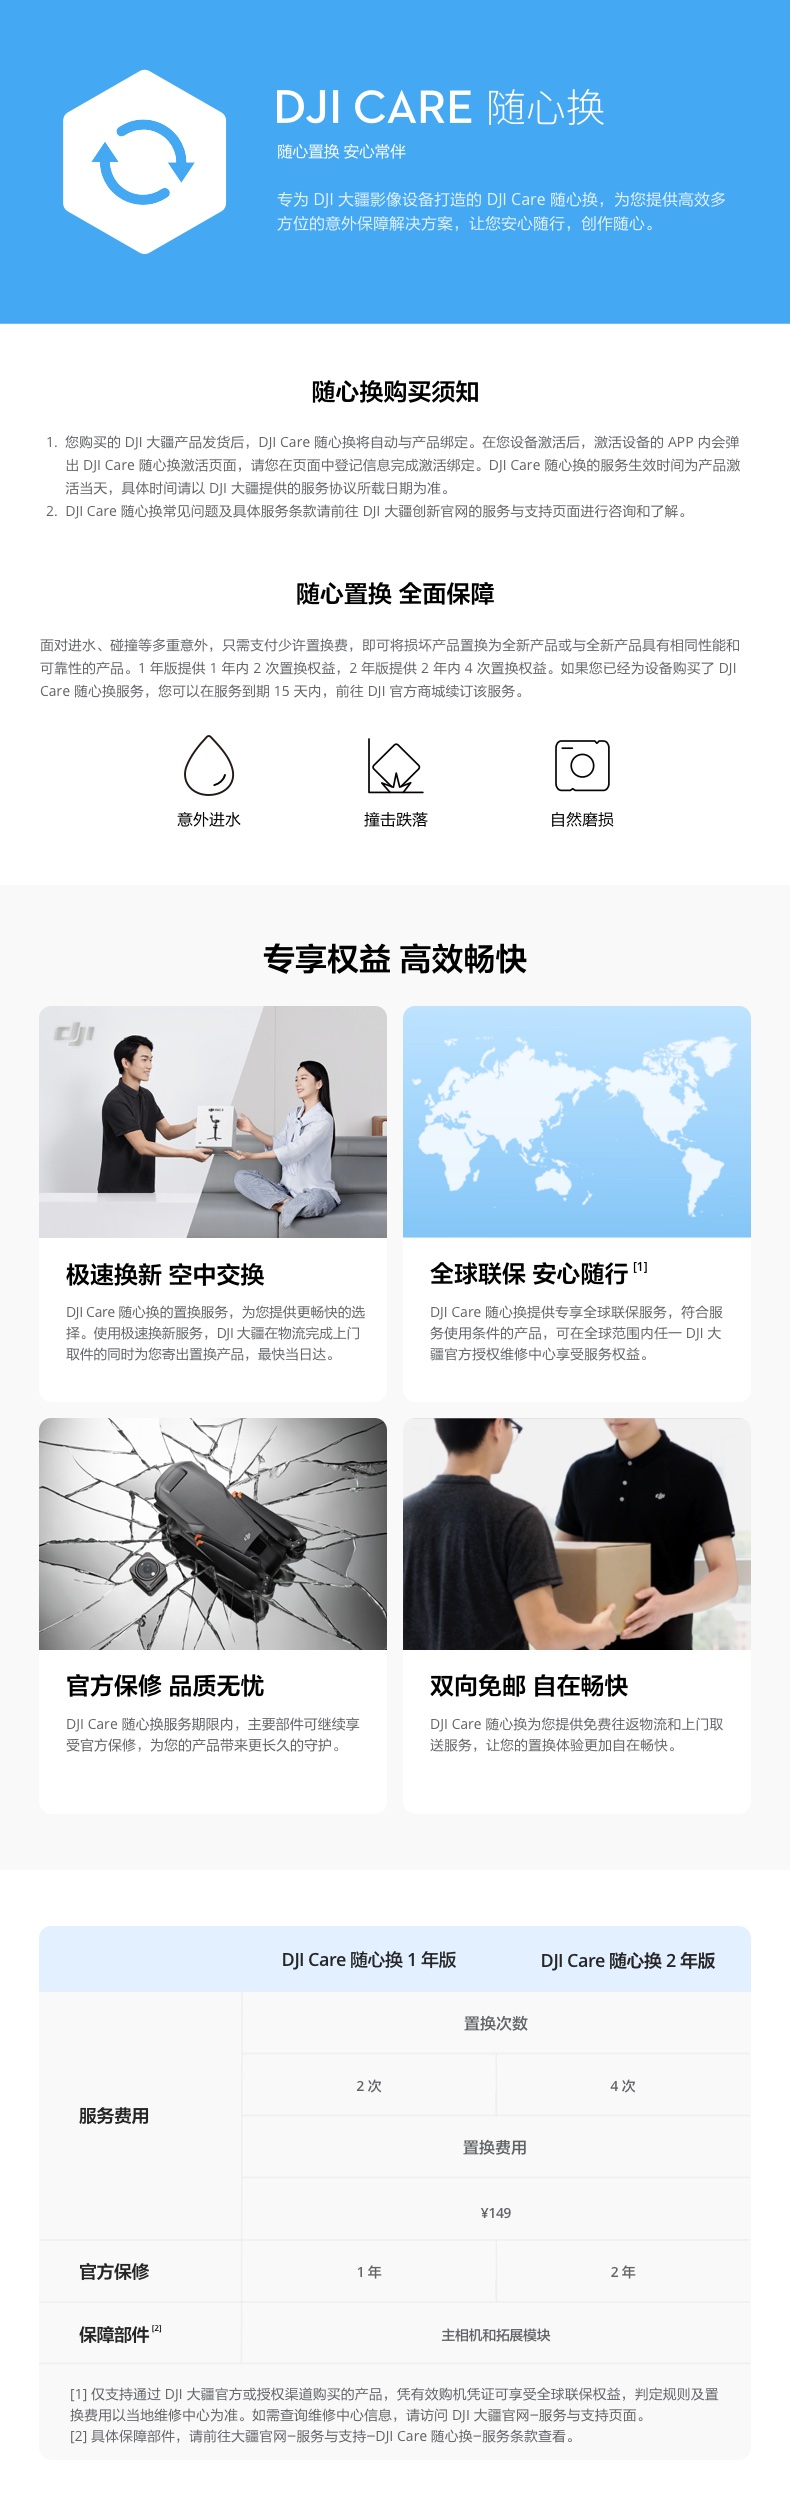 DJI CARE 随心换
随心置换 安心常伴
专为 DJI 大疆影像设备打造的 DJI Care 随心换，为您提供高效多
方位的意外保障解决方案，让您安心随行，创作随心。
随心换购买须知
1. 您购买的 DJI 大疆产品发货后，DJI Care 随心换将自动与产品绑定。在您设备激活后，激活设备的 APP 内会弹
出 DJI Care 随心换激活页面，请您在页面中登记信息完成激活绑定。DJI Care 随心换的服务生效时间为产品激
活当天，具体时间请以 DJI 大疆提供的服务协议所载日期为准。
2. DJI Care 随心换常见问题及具体服务条款请前往 DJI 大疆创新官网的服务与支持页面进行咨询和了解。
随心置换 全面保障
面对进水、碰撞等多重意外，只需支付少许置换费，即可将损坏产品置换为全新产品或与全新产品具有相同性能和
可靠性的产品。1 年版提供 1 年内 2 次置换权益，2 年版提供 2 年内 4 次置换权益。如果您已经为设备购买了 DJI
Care 随心换服务，您可以在服务到期 15 天内，前往 DJI 官方商城续订该服务。
意外进水
撞击跌落
自然磨损
专享权益 高效畅快
dji
极速换新 空中交换
DJI Care 随心换的置换服务，为您提供更畅快的选
择。使用极速换新服务，DJI 大疆在物流完成上门
取件的同时为您寄出置换产品，最快当日达。
全球联保 安心随行 [1]
DJI Care 随心换提供专享全球联保服务，符合服
务使用条件的产品，可在全球范围内任一 DJI 大
疆官方授权维修中心享受服务权益。
官方保修 品质无忧
DJI Care 随心换服务期限内，主要部件可继续享
受官方保修，为您的产品带来更长久的守护。
双向免邮 自在畅快
DJI Care 随心换为您提供免费往返物流和上门取
送服务，让您的置换体验更加自在畅快。
DJI Care 随心换 1 年版
DJI Care 随心换 2 年版
服务费用
置换次数
2 次
4 次
置换费用
¥149
官方保修
1 年
2 年
保障部件 [2]
主相机和拓展模块
[1] 仅支持通过 DJI 大疆官方或授权渠道购买的产品，凭有效购机凭证可享受全球联保权益，判定规则及置
换费用以当地维修中心为准。如需查询维修中心信息，请访问 DJI 大疆官网–服务与支持页面。
[2] 具体保障部件，请前往大疆官网–服务与支持–DJI Care 随心换–服务条款查看。